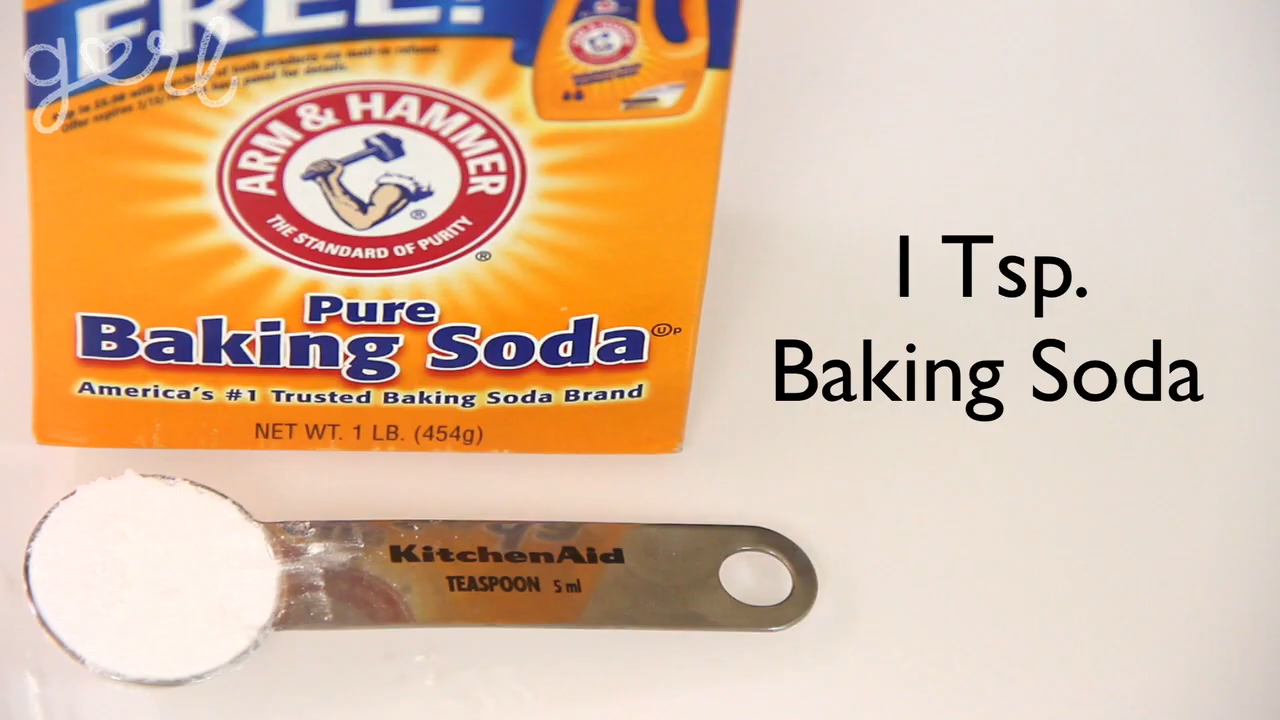 FREE!
gorl
ARM & HAMMER
THE STANDARD OF PURITY
®
®
Pure
Baking Soda
U P
America's #1 Trusted Baking Soda Brand
NET WT. 1 LB. (454g)
1 Tsp.
Baking Soda
KitchenAid
TEASPOON 5 ml